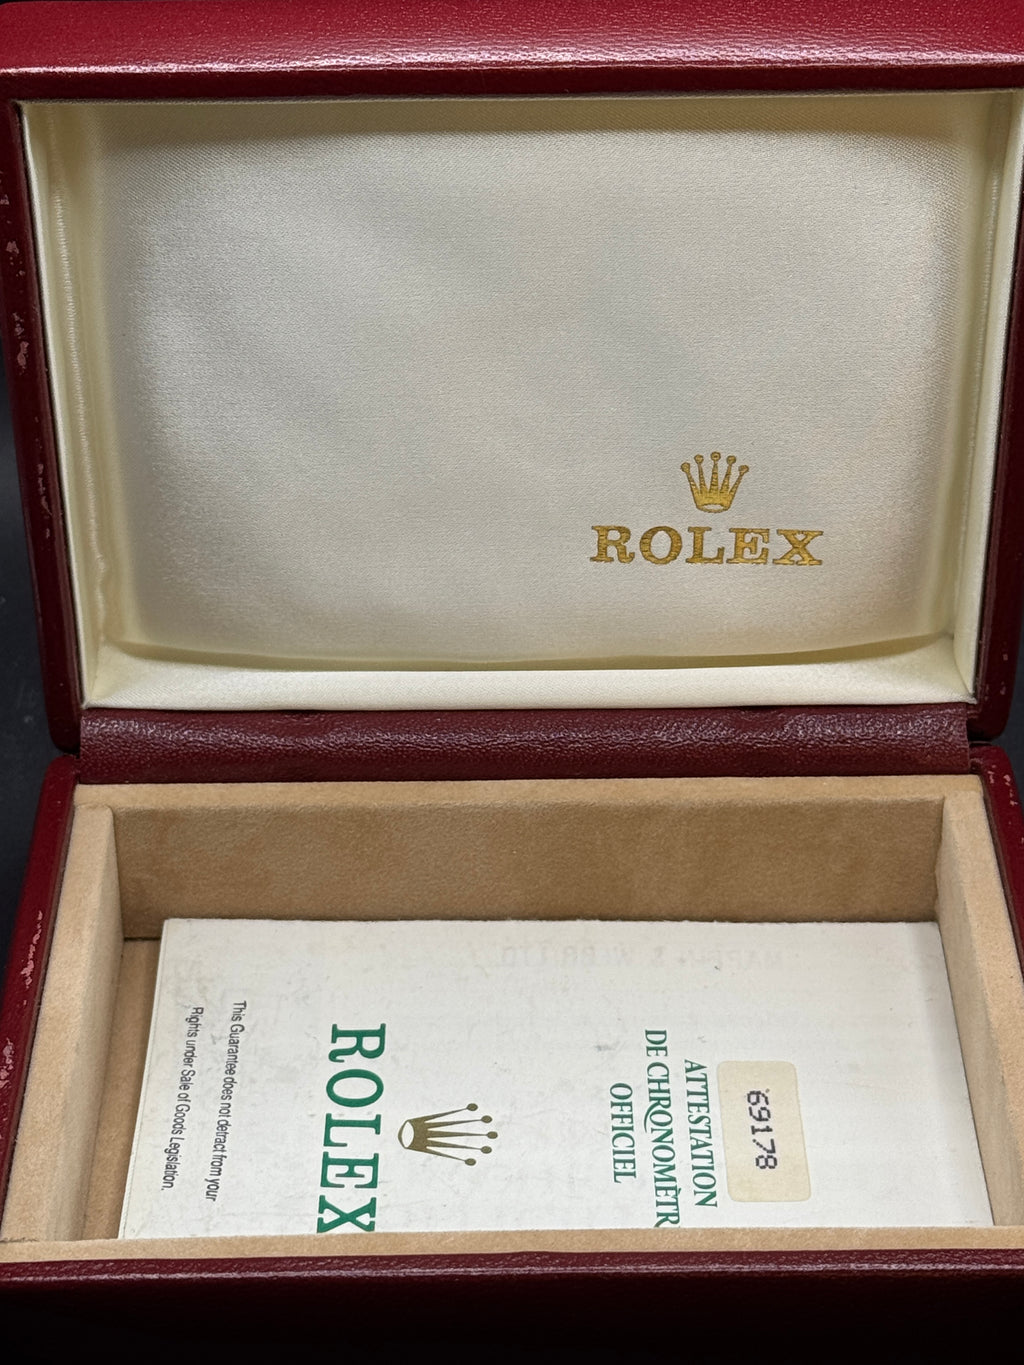 ROLEX
69178
ATTESTATION
DE CHRONOMÈTR
OFFICIEL
ROLEX
This Guarantee does not detract from your
Rights under Sale of Goods Legislation.